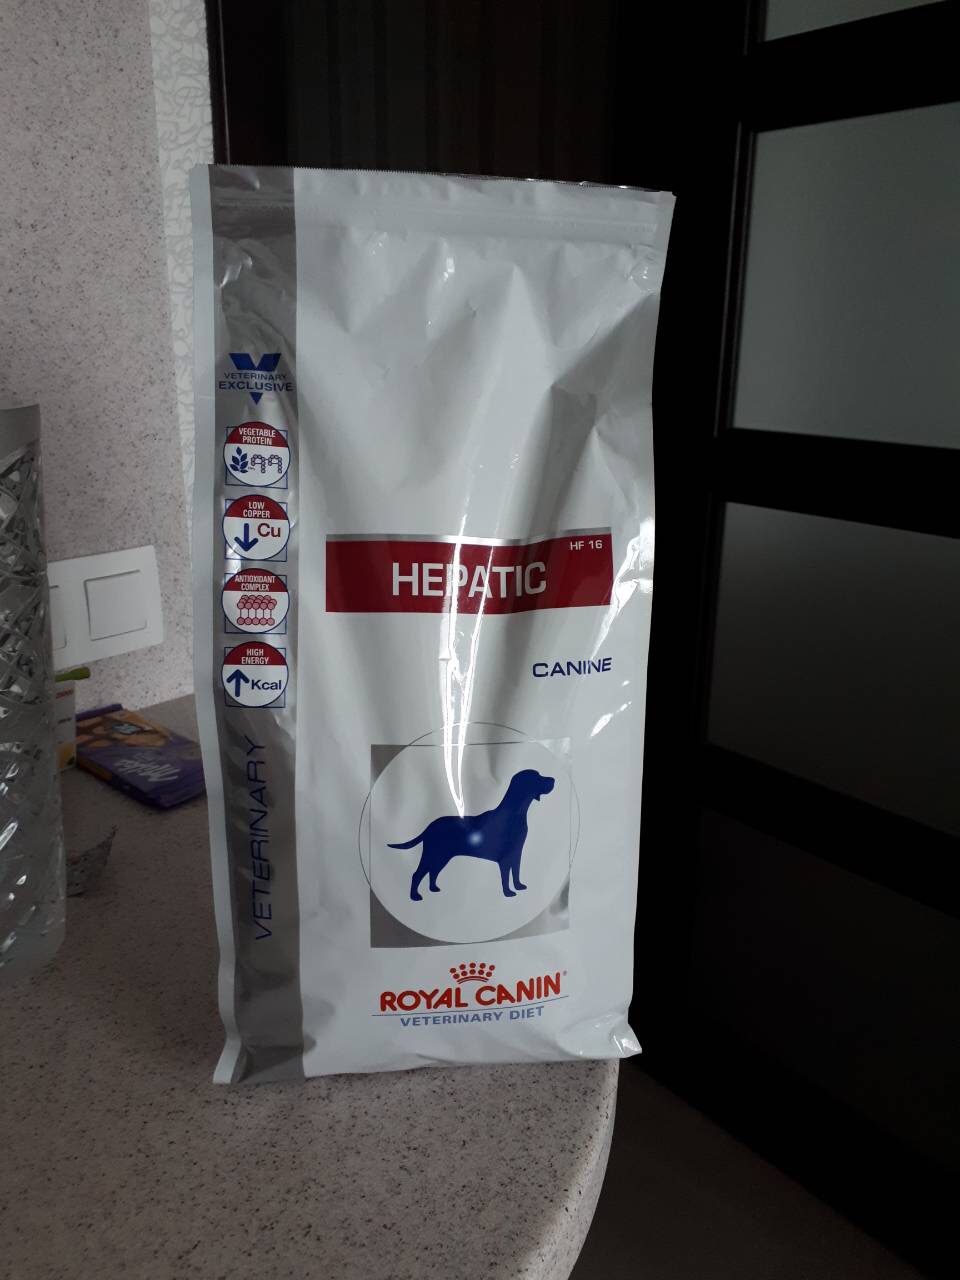 VETERINARY
EXCLUSIVE
VEGETABLE
PROTEIN
LOW
COPPER
Cu
ANTIOXIDANT
COMPLEX
HIGH
ENERGY
Kcal
VETERINARY
HF 16
HEPATIC
CANINE
ROYAL CANIN
VETERINARY DIET
Milka